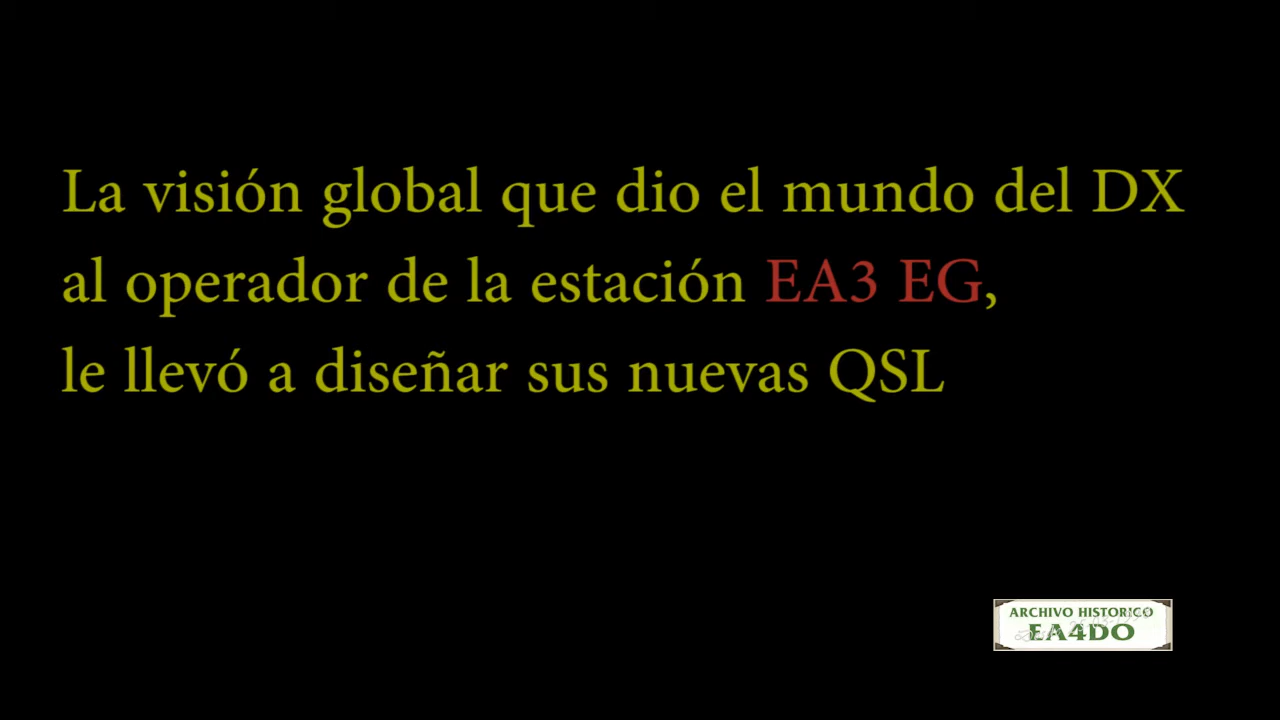 La visión global que dio el mundo del DX
al operador de la estación EA3 EG,
le llevó a diseñar sus nuevas QSL
ARCHIVO HISTORICO
EA4DO